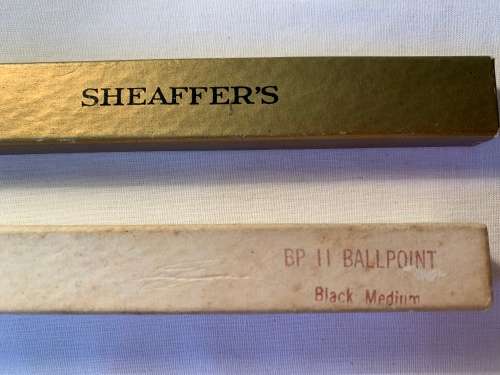 SHEAFFER'S
BP II BALLPOINT
Black Medium